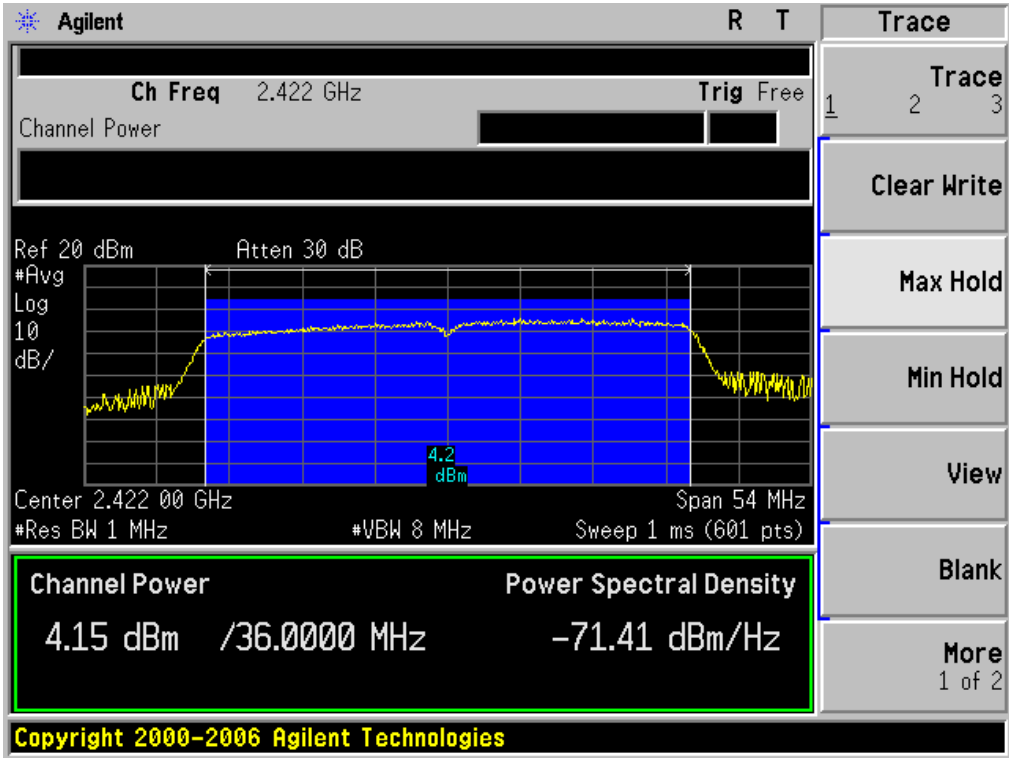 Agilent R T Trace
Ch Freq 2.422 GHz Trig Free
Trace
1 2 3
Channel Power
Clear Write
Ref 20 dBm Atten 30 dB
#Avg
Log
10
dB/
Max Hold
Min Hold
4.2
dBm
View
Center 2.422 00 GHz Span 54 MHz
#Res BW 1 MHz #VBW 8 MHz Sweep 1 ms (601 pts)
Channel Power Power Spectral Density
4.15 dBm /36.0000 MHz -71.41 dBm/Hz
Blank
More
1 of 2
Copyright 2000-2006 Agilent Technologies